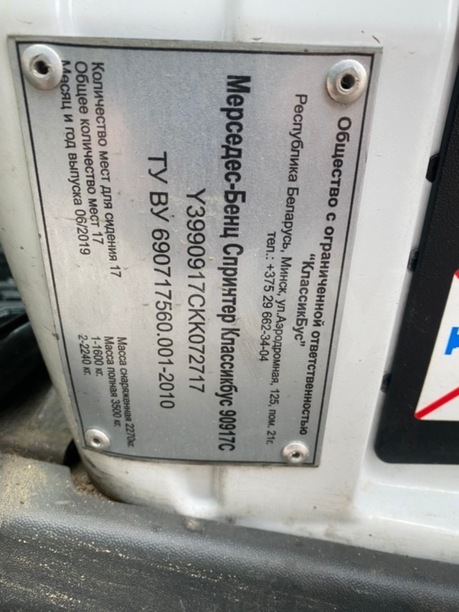 Общество с ограниченной ответственностью
"КлассикБус"
Республика Беларусь, Минск, ул.Аэродромная, 125, пом. 21г.
тел.: +375 29 662-34-04
Мерседес-Бенц Спринтер Классикбус 90917С
Y3990917CKK072717
ТУ BY 690717560.001-2010
Количество мест для сидения 17
Общее количество мест 17
Месяц и год выпуска 06/2019
Масса снаряженная 2270кг.
Масса полная 3500 кг.
1-1600 кг.
2-2240 кг.